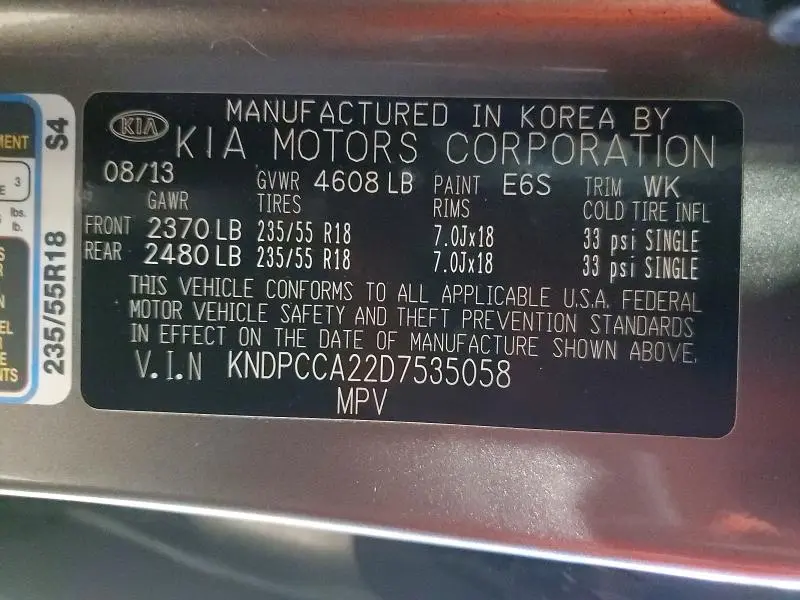 MANUFACTURED IN KOREA BY
KIA KIA MOTORS CORPORATION
08/13 GVWR 4608 LB PAINT E6S TRIM WK
GAWR TIRES RIMS COLD TIRE INFL
FRONT 2370 LB 235/55 R18 7.0Jx18 33 psi SINGLE
REAR 2480 LB 235/55 R18 7.0Jx18 33 psi SINGLE
THIS VEHICLE CONFORMS TO ALL APPLICABLE U.S.A. FEDERAL
MOTOR VEHICLE SAFETY AND THEFT PREVENTION STANDARDS
IN EFFECT ON THE DATE OF MANUFACTURE SHOWN ABOVE.
V.I.N KNDPCCA22D7535058
MPV
235/55R18 S4
3
lbs.
lb.